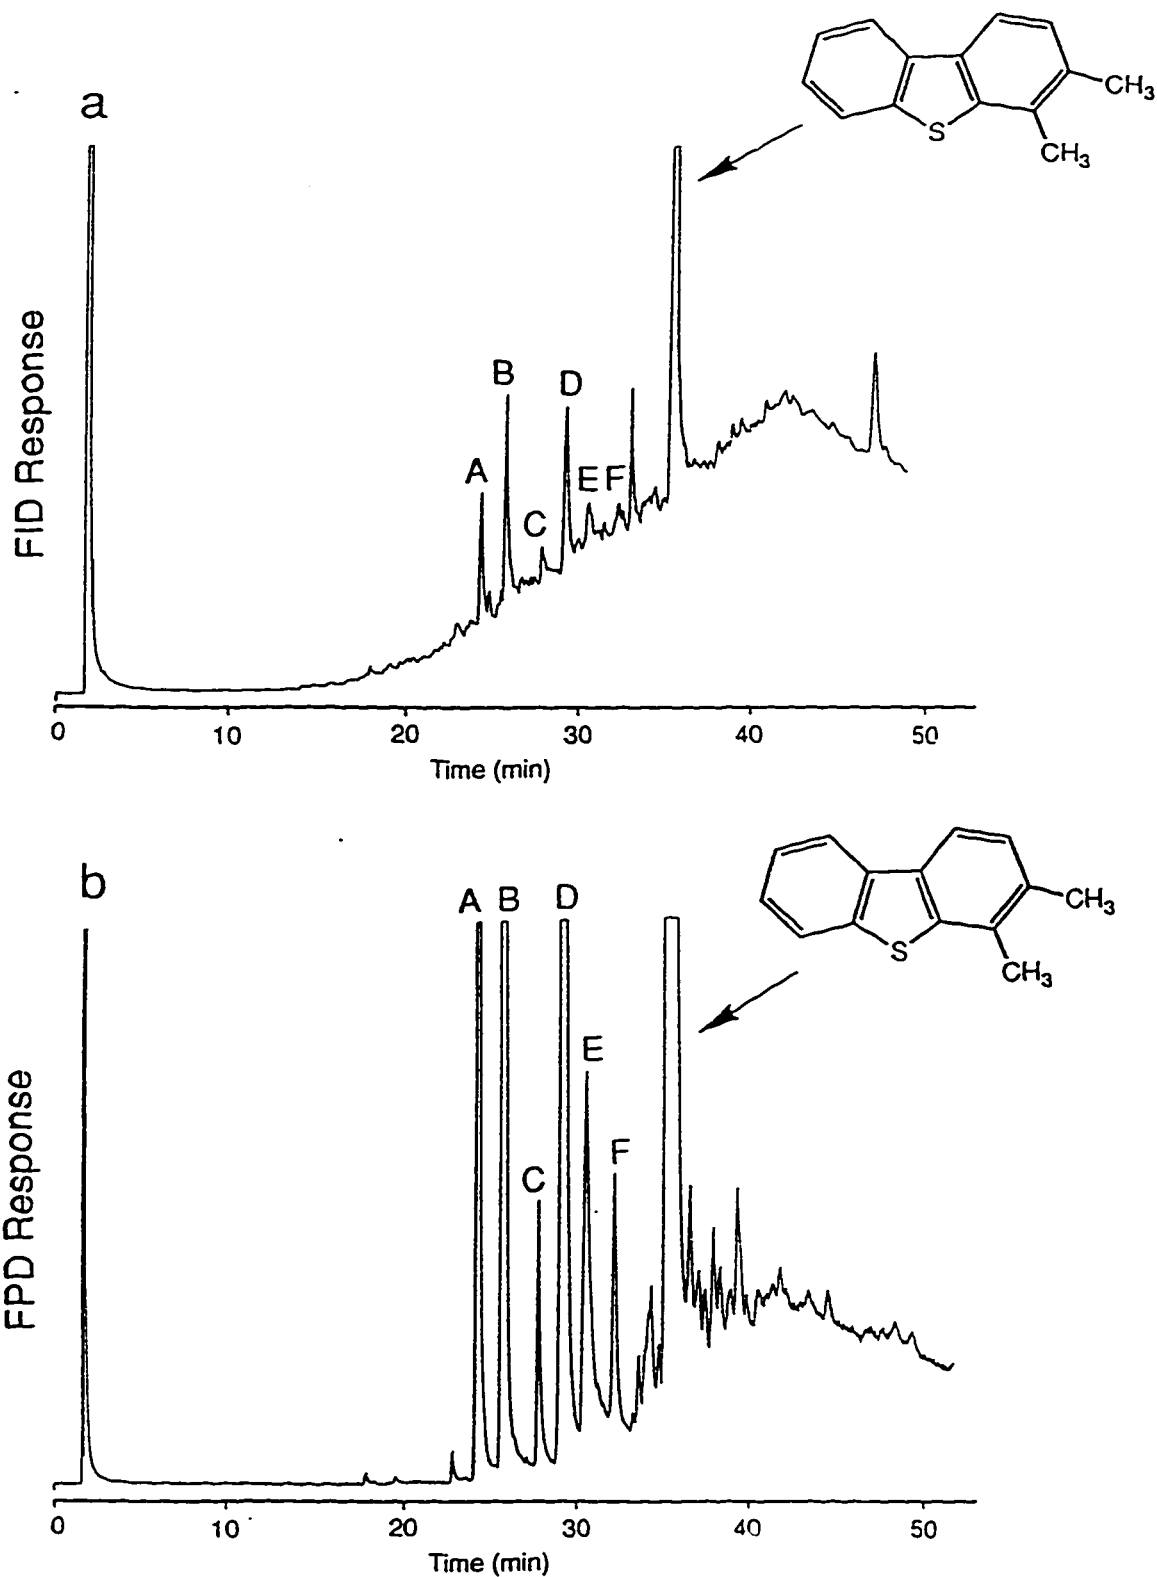 a
S
CH3
CH3
FID Response
A
B
C
D
E F
0 10 20 30 40 50
Time (min)
b
S
CH3
CH3
FPD Response
A B D
C
E
F
0 10 20 30 40 50
Time (min)